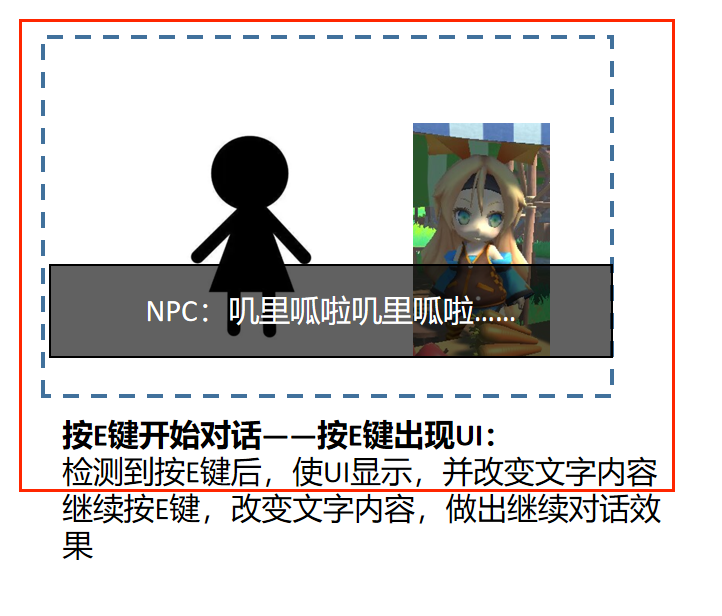 NPC：叽里呱啦叽里呱啦……
按E键开始对话——按E键出现UI：
检测到按E键后，使UI显示，并改变文字内容
继续按E键，改变文字内容，做出继续对话效
果